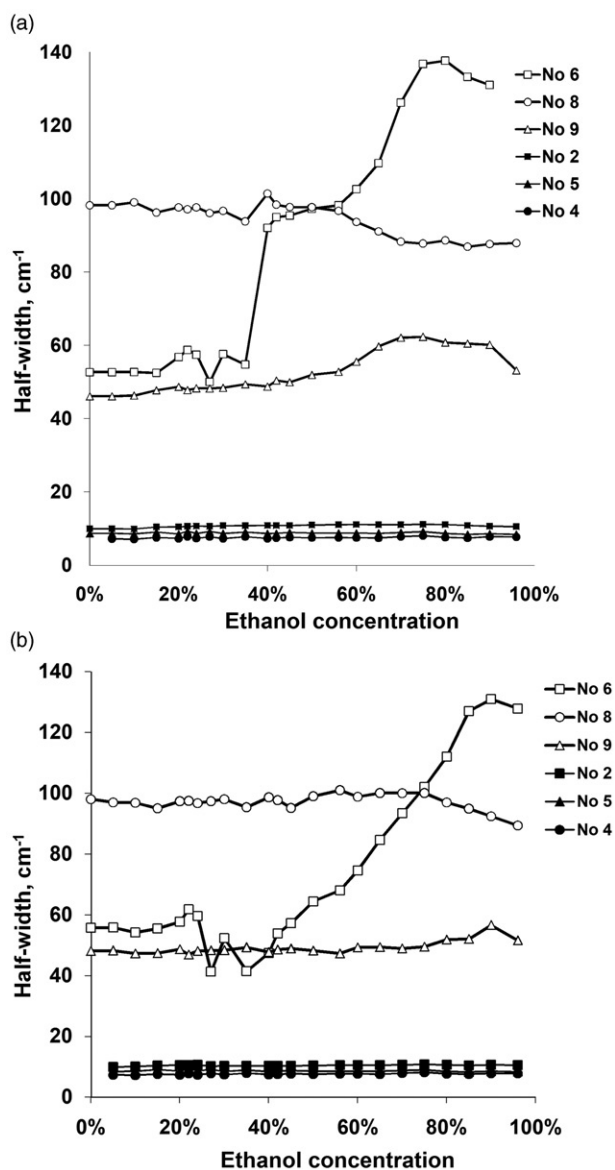 (a)
140
120
100
80
60
40
20
0
Half-width, cm-1
0% 20% 40% 60% 80% 100%
Ethanol concentration
No 6
No 8
No 9
No 2
No 5
No 4
(b)
140
120
100
80
60
40
20
0
Half-width, cm-1
0% 20% 40% 60% 80% 100%
Ethanol concentration
No 6
No 8
No 9
No 2
No 5
No 4